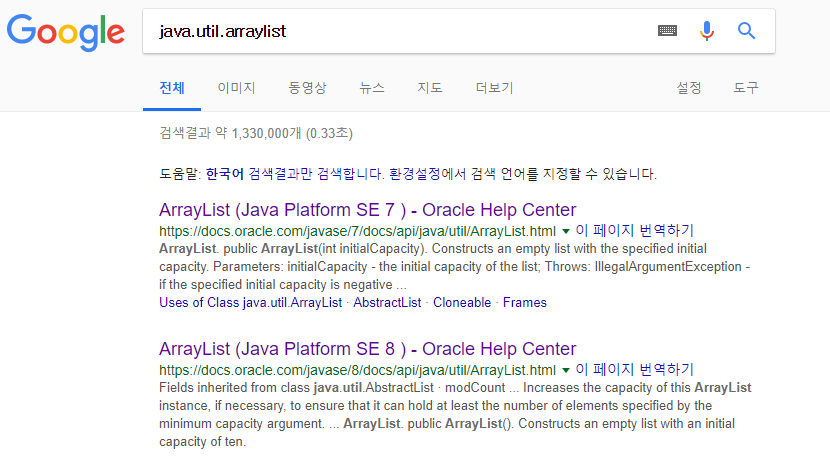 Google
java.util.arraylist
전체 이미지 동영상 뉴스 지도 더보기 설정 도구
검색결과 약 1,330,000개 (0.33초)
도움말: 한국어 검색결과만 검색합니다. 환경설정에서 검색 언어를 지정할 수 있습니다.
ArrayList (Java Platform SE 7 ) - Oracle Help Center
https://docs.oracle.com/javase/7/docs/api/java/util/ArrayList.html ▼ 이 페이지 번역하기
ArrayList. public ArrayList(int initialCapacity). Constructs an empty list with the specified initial
capacity. Parameters: initialCapacity - the initial capacity of the list; Throws: IllegalArgumentException -
if the specified initial capacity is negative ...
Uses of Class java.util.ArrayList · AbstractList · Cloneable · Frames
ArrayList (Java Platform SE 8 ) - Oracle Help Center
https://docs.oracle.com/javase/8/docs/api/java/util/ArrayList.html ▼ 이 페이지 번역하기
Fields inherited from class java.util.AbstractList · modCount ... Increases the capacity of this ArrayList
instance, if necessary, to ensure that it can hold at least the number of elements specified by the
minimum capacity argument. ... ArrayList. public ArrayList(). Constructs an empty list with an initial
capacity of ten.